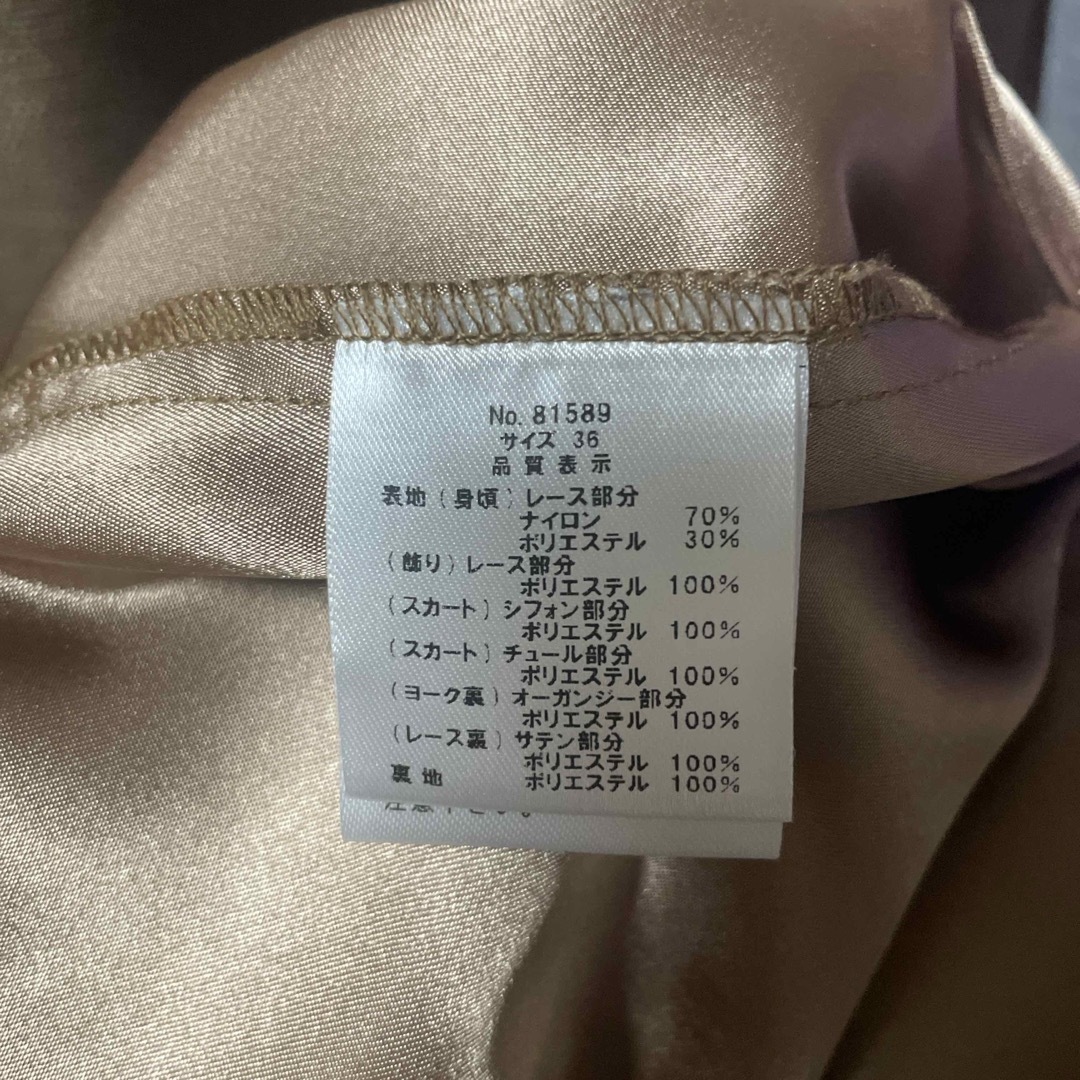 No. 81589
サイズ 36
品質表示
表地(身頃)レース部分
ナイロン 70%
ポリエステル 30%
(飾り)レース部分
ポリエステル 100%
(スカート)シフォン部分
ポリエステル 100%
(スカート)チュール部分
ポリエステル 100%
(ヨーク裏)オーガンジー部分
ポリエステル 100%
(レース裏)サテン部分
ポリエステル 100%
裏地 ポリエステル 100%